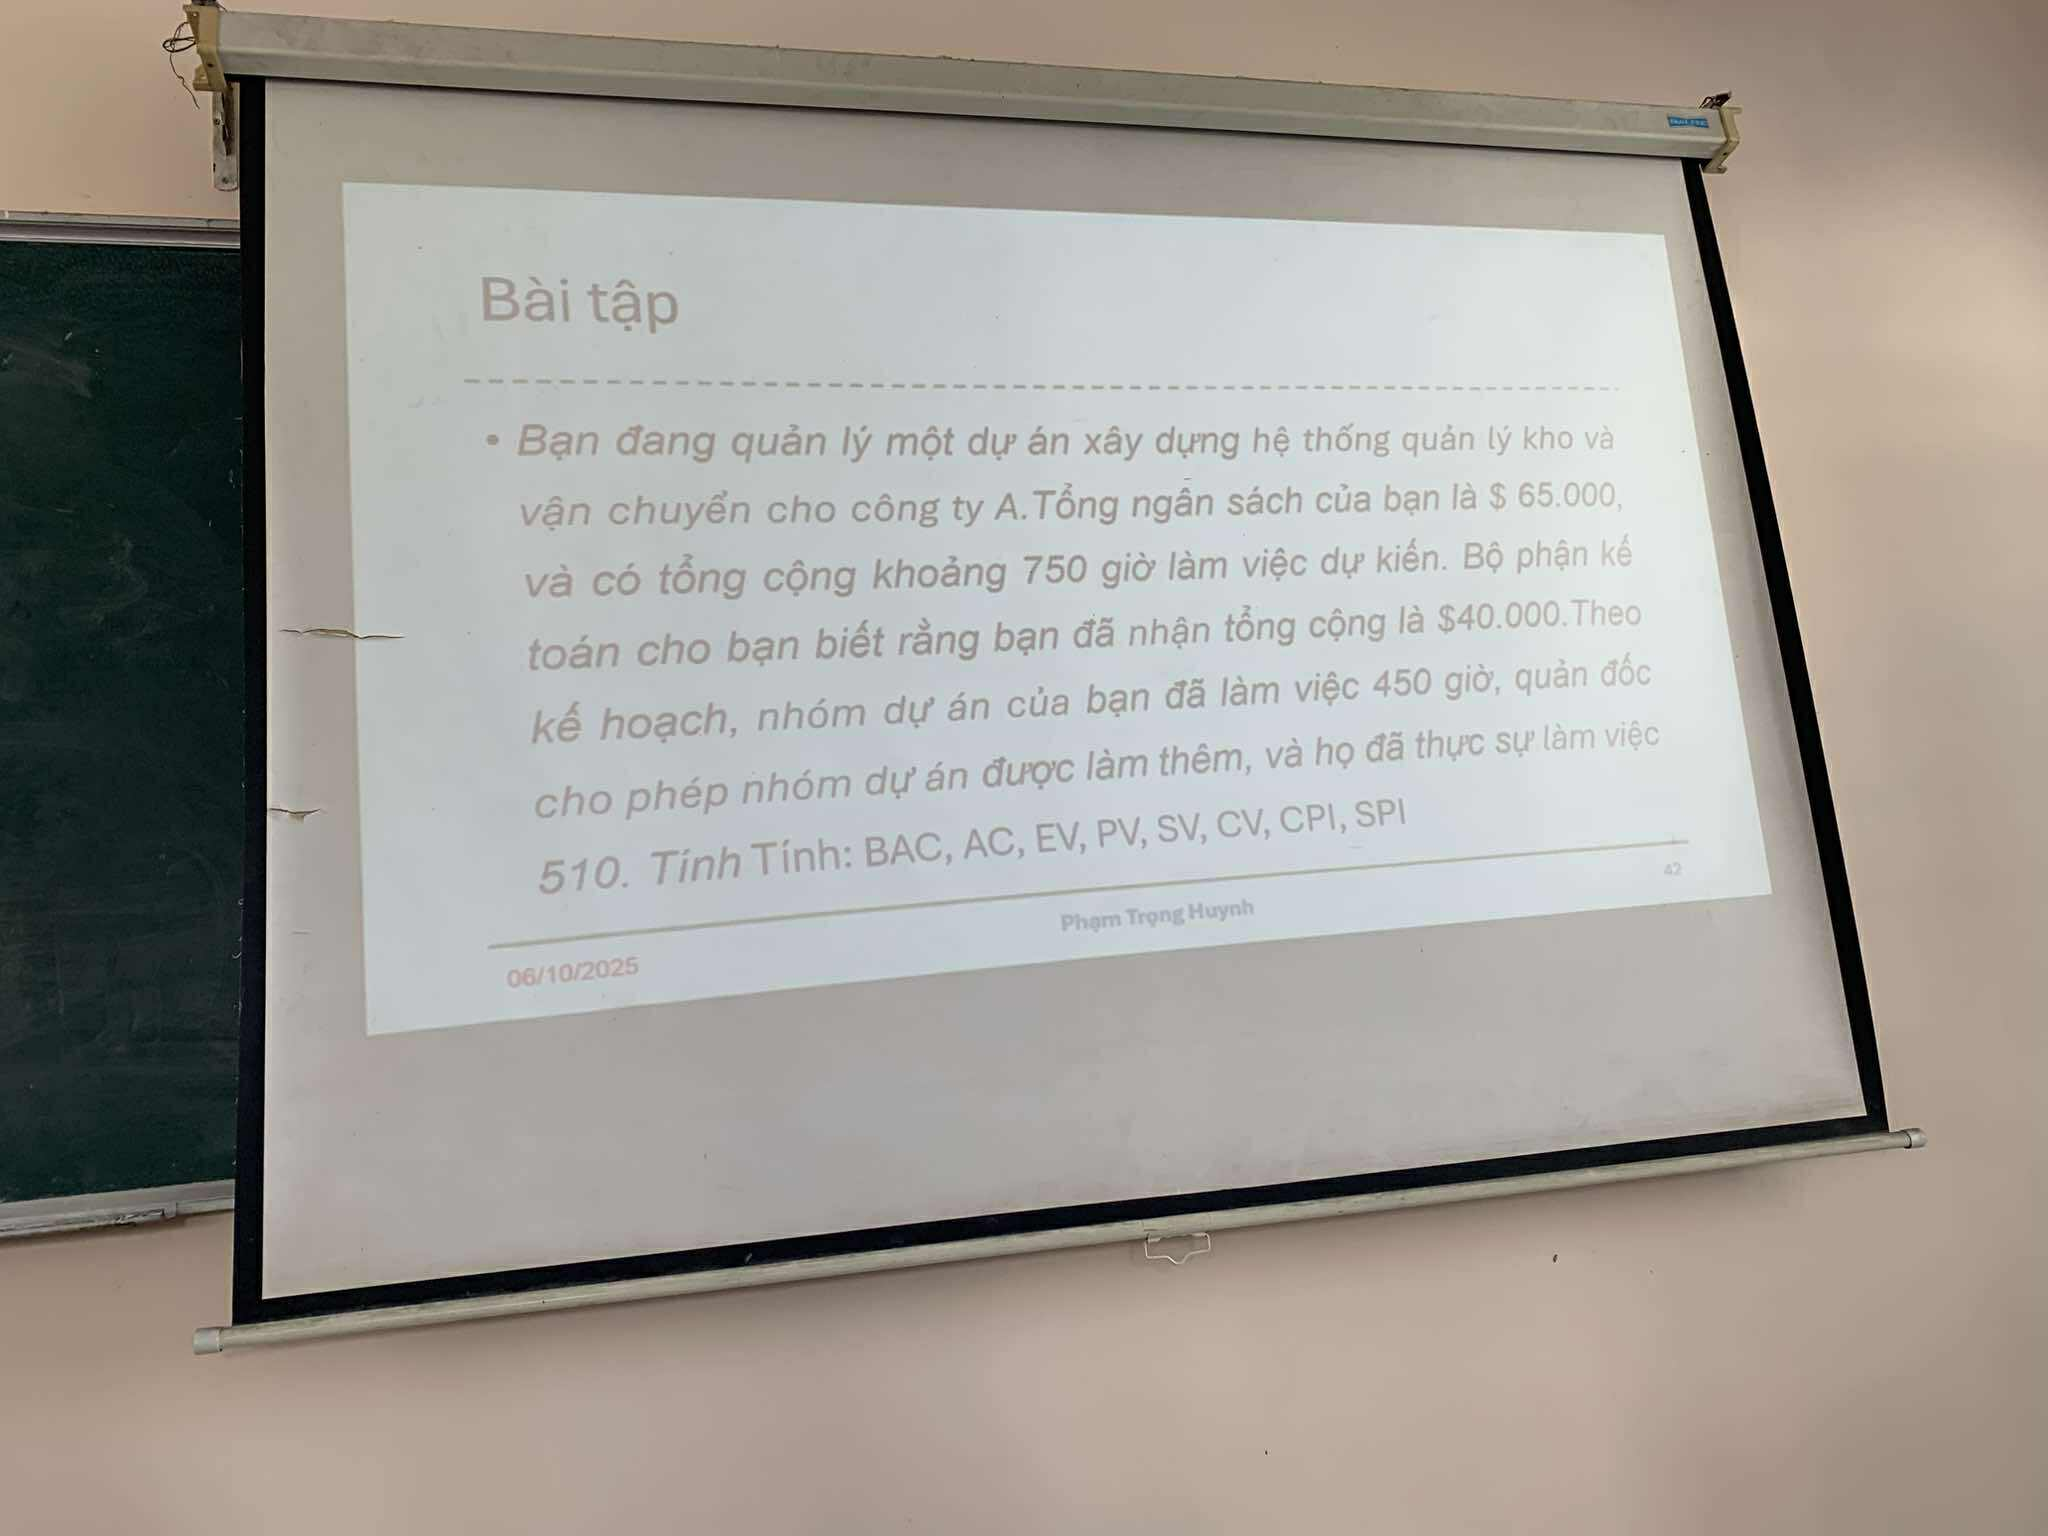 Bài tập
• Bạn đang quản lý một dự án xây dựng hệ thống quản lý kho và
vận chuyển cho công ty A.Tổng ngân sách của bạn là $ 65.000,
và có tổng cộng khoảng 750 giờ làm việc dự kiến. Bộ phận kế
toán cho bạn biết rằng bạn đã nhận tổng cộng là $40.000.Theo
kế hoạch, nhóm dự án của bạn đã làm việc 450 giờ, quản đốc
cho phép nhóm dự án được làm thêm, và họ đã thực sự làm việc
510. Tính Tính: BAC, AC, EV, PV, SV, CV, CPI, SPI
42
Phạm Trọng Huynh
06/10/2025